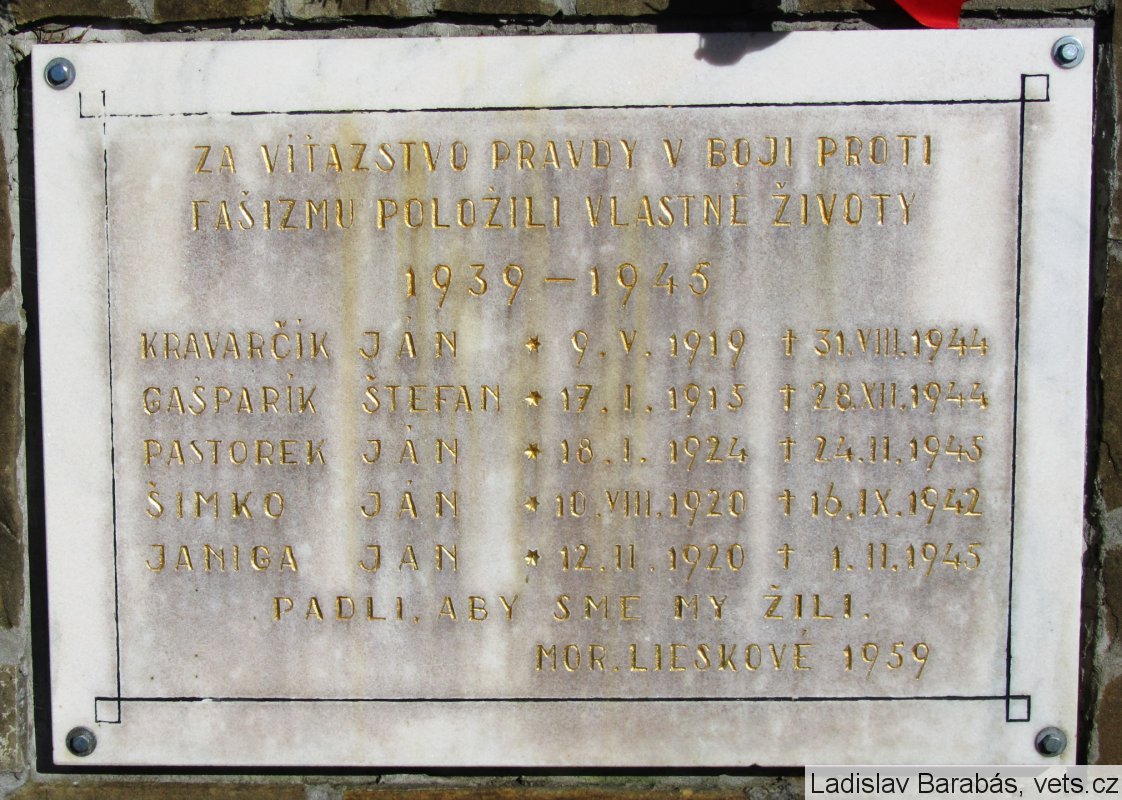 ZA VÍŤAZSTVO PRAVDY V BOJI PROTI
FAŠIZMU POLOŽILI VLASTNÉ ŽIVOTY
1939 – 1945
KRAVARČÍK JÁN ★ 9. V. 1919 † 31. VIII. 1944
GAŠPARÍK ŠTEFAN ★ 17. I. 1915 † 28. XII. 1944
PASTOREK JÁN ★ 18. I. 1924 † 24. II. 1945
ŠIMKO JÁN ★ 10. VIII. 1920 † 16. IX. 1942
JANIGA JÁN ★ 12. II. 1920 † 1. II. 1945
PADLI, ABY SME MY ŽILI.
MOR. LIESKOVÉ 1959
Ladislav Barabás, vets.cz